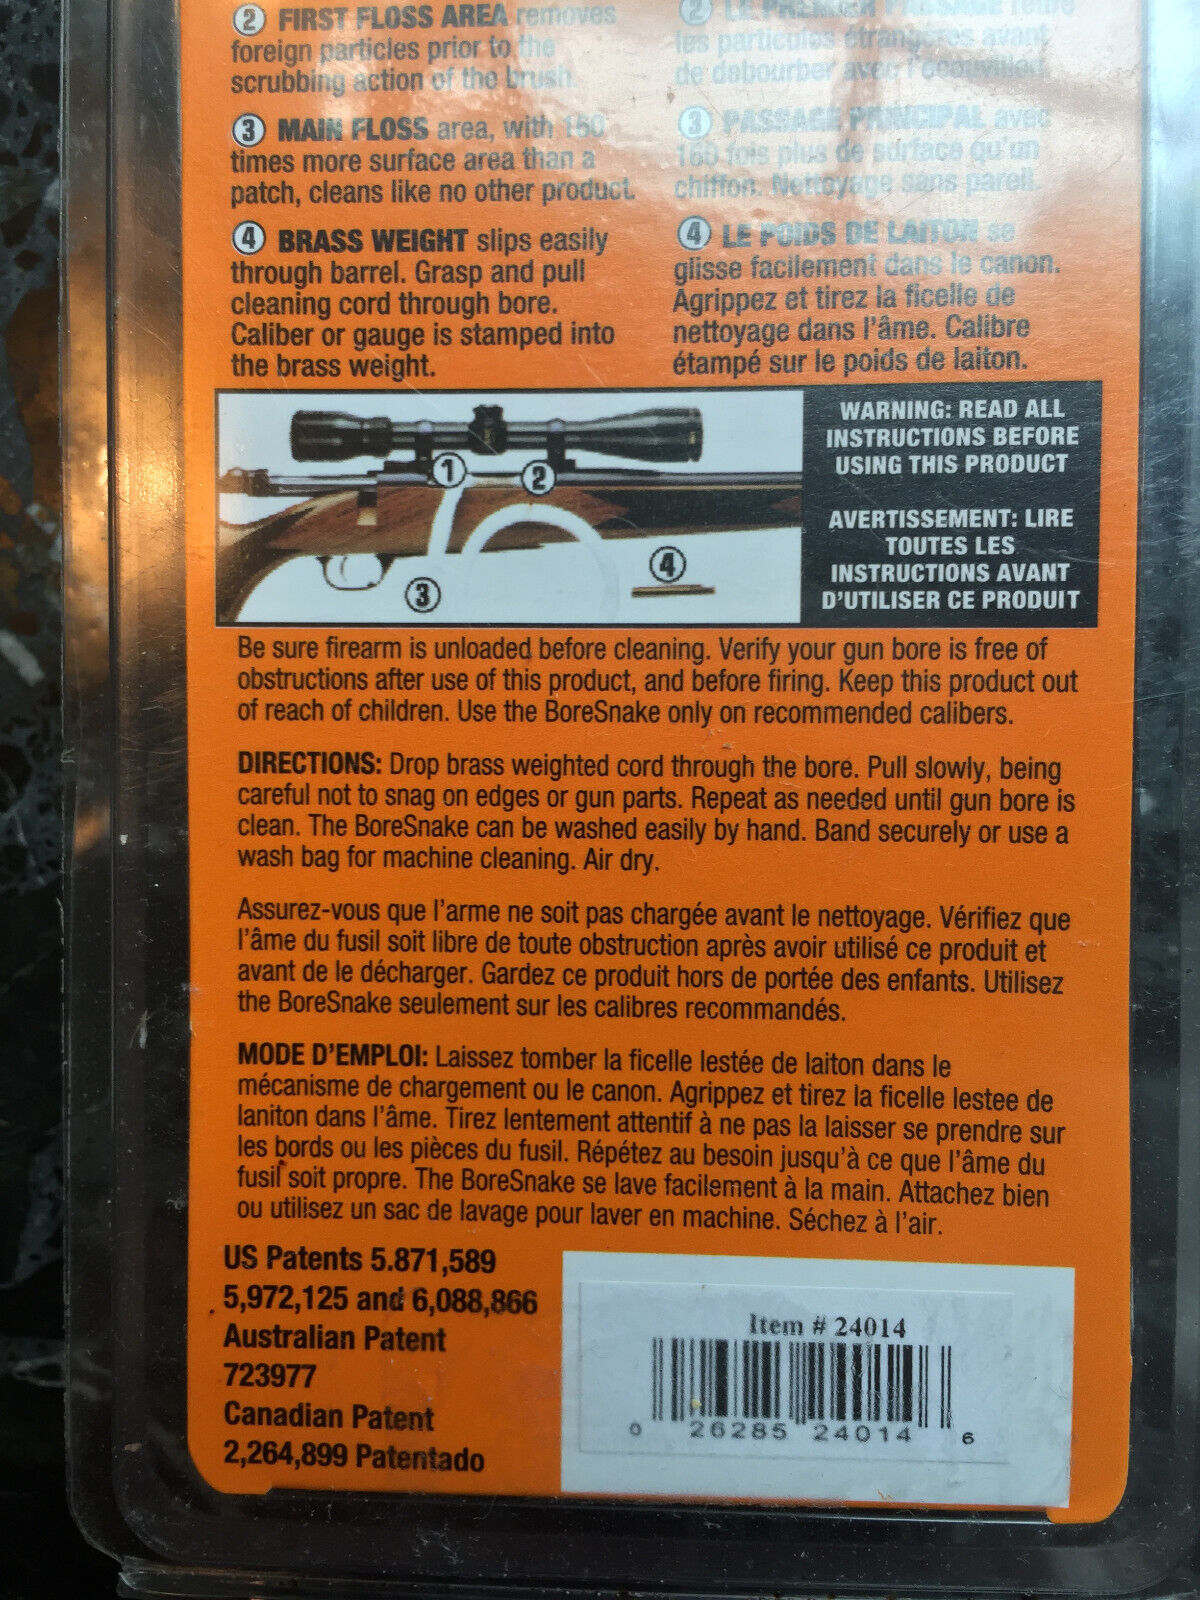 ② FIRST FLOSS AREA removes
foreign particles prior to the
scrubbing action of the brush.
③ MAIN FLOSS area, with 160
times more surface area than a
patch, cleans like no other product.
④ BRASS WEIGHT slips easily
through barrel. Grasp and pull
cleaning cord through bore.
Caliber or gauge is stamped into
the brass weight.
② LE PREMIER PASSAGE retire
les particules étrangères avant
de dabourber avec l'écouvillon.
③ PASSAGE PRINCIPAL avec
160 fois plus de surface qu'un
chiffon. Nettoyage sans pareil.
④ LE POIDS DE LAITON se
glisse facilement dans le canon.
Agrippez et tirez la ficelle de
nettoyage dans l'âme. Calibre
étampé sur le poids de laiton.
① ②
③
④
WARNING: READ ALL
INSTRUCTIONS BEFORE
USING THIS PRODUCT
AVERTISSEMENT: LIRE
TOUTES LES
INSTRUCTIONS AVANT
D'UTILISER CE PRODUIT
Be sure firearm is unloaded before cleaning. Verify your gun bore is free of
obstructions after use of this product, and before firing. Keep this product out
of reach of children. Use the BoreSnake only on recommended calibers.
DIRECTIONS: Drop brass weighted cord through the bore. Pull slowly, being
careful not to snag on edges or gun parts. Repeat as needed until gun bore is
clean. The BoreSnake can be washed easily by hand. Band securely or use a
wash bag for machine cleaning. Air dry.
Assurez-vous que l'arme ne soit pas chargée avant le nettoyage. Vérifiez que
l'âme du fusil soit libre de toute obstruction après avoir utilisé ce produit et
avant de le décharger. Gardez ce produit hors de portée des enfants. Utilisez
the BoreSnake seulement sur les calibres recommandés.
MODE D'EMPLOI: Laissez tomber la ficelle lestée de laiton dans le
mécanisme de chargement ou le canon. Agrippez et tirez la ficelle lestee de
laniton dans l'âme. Tirez lentement attentif à ne pas la laisser se prendre sur
les bords ou les pièces du fusil. Répétez au besoin jusqu'à ce que l'âme du
fusil soit propre. The BoreSnake se lave facilement à la main. Attachez bien
ou utilisez un sac de lavage pour laver en machine. Séchez à l'air.
US Patents 5.871,589
5,972,125 and 6,088,866
Australian Patent
723977
Canadian Patent
2,264,899 Patentado
Item # 24014
0 26285 24014 6